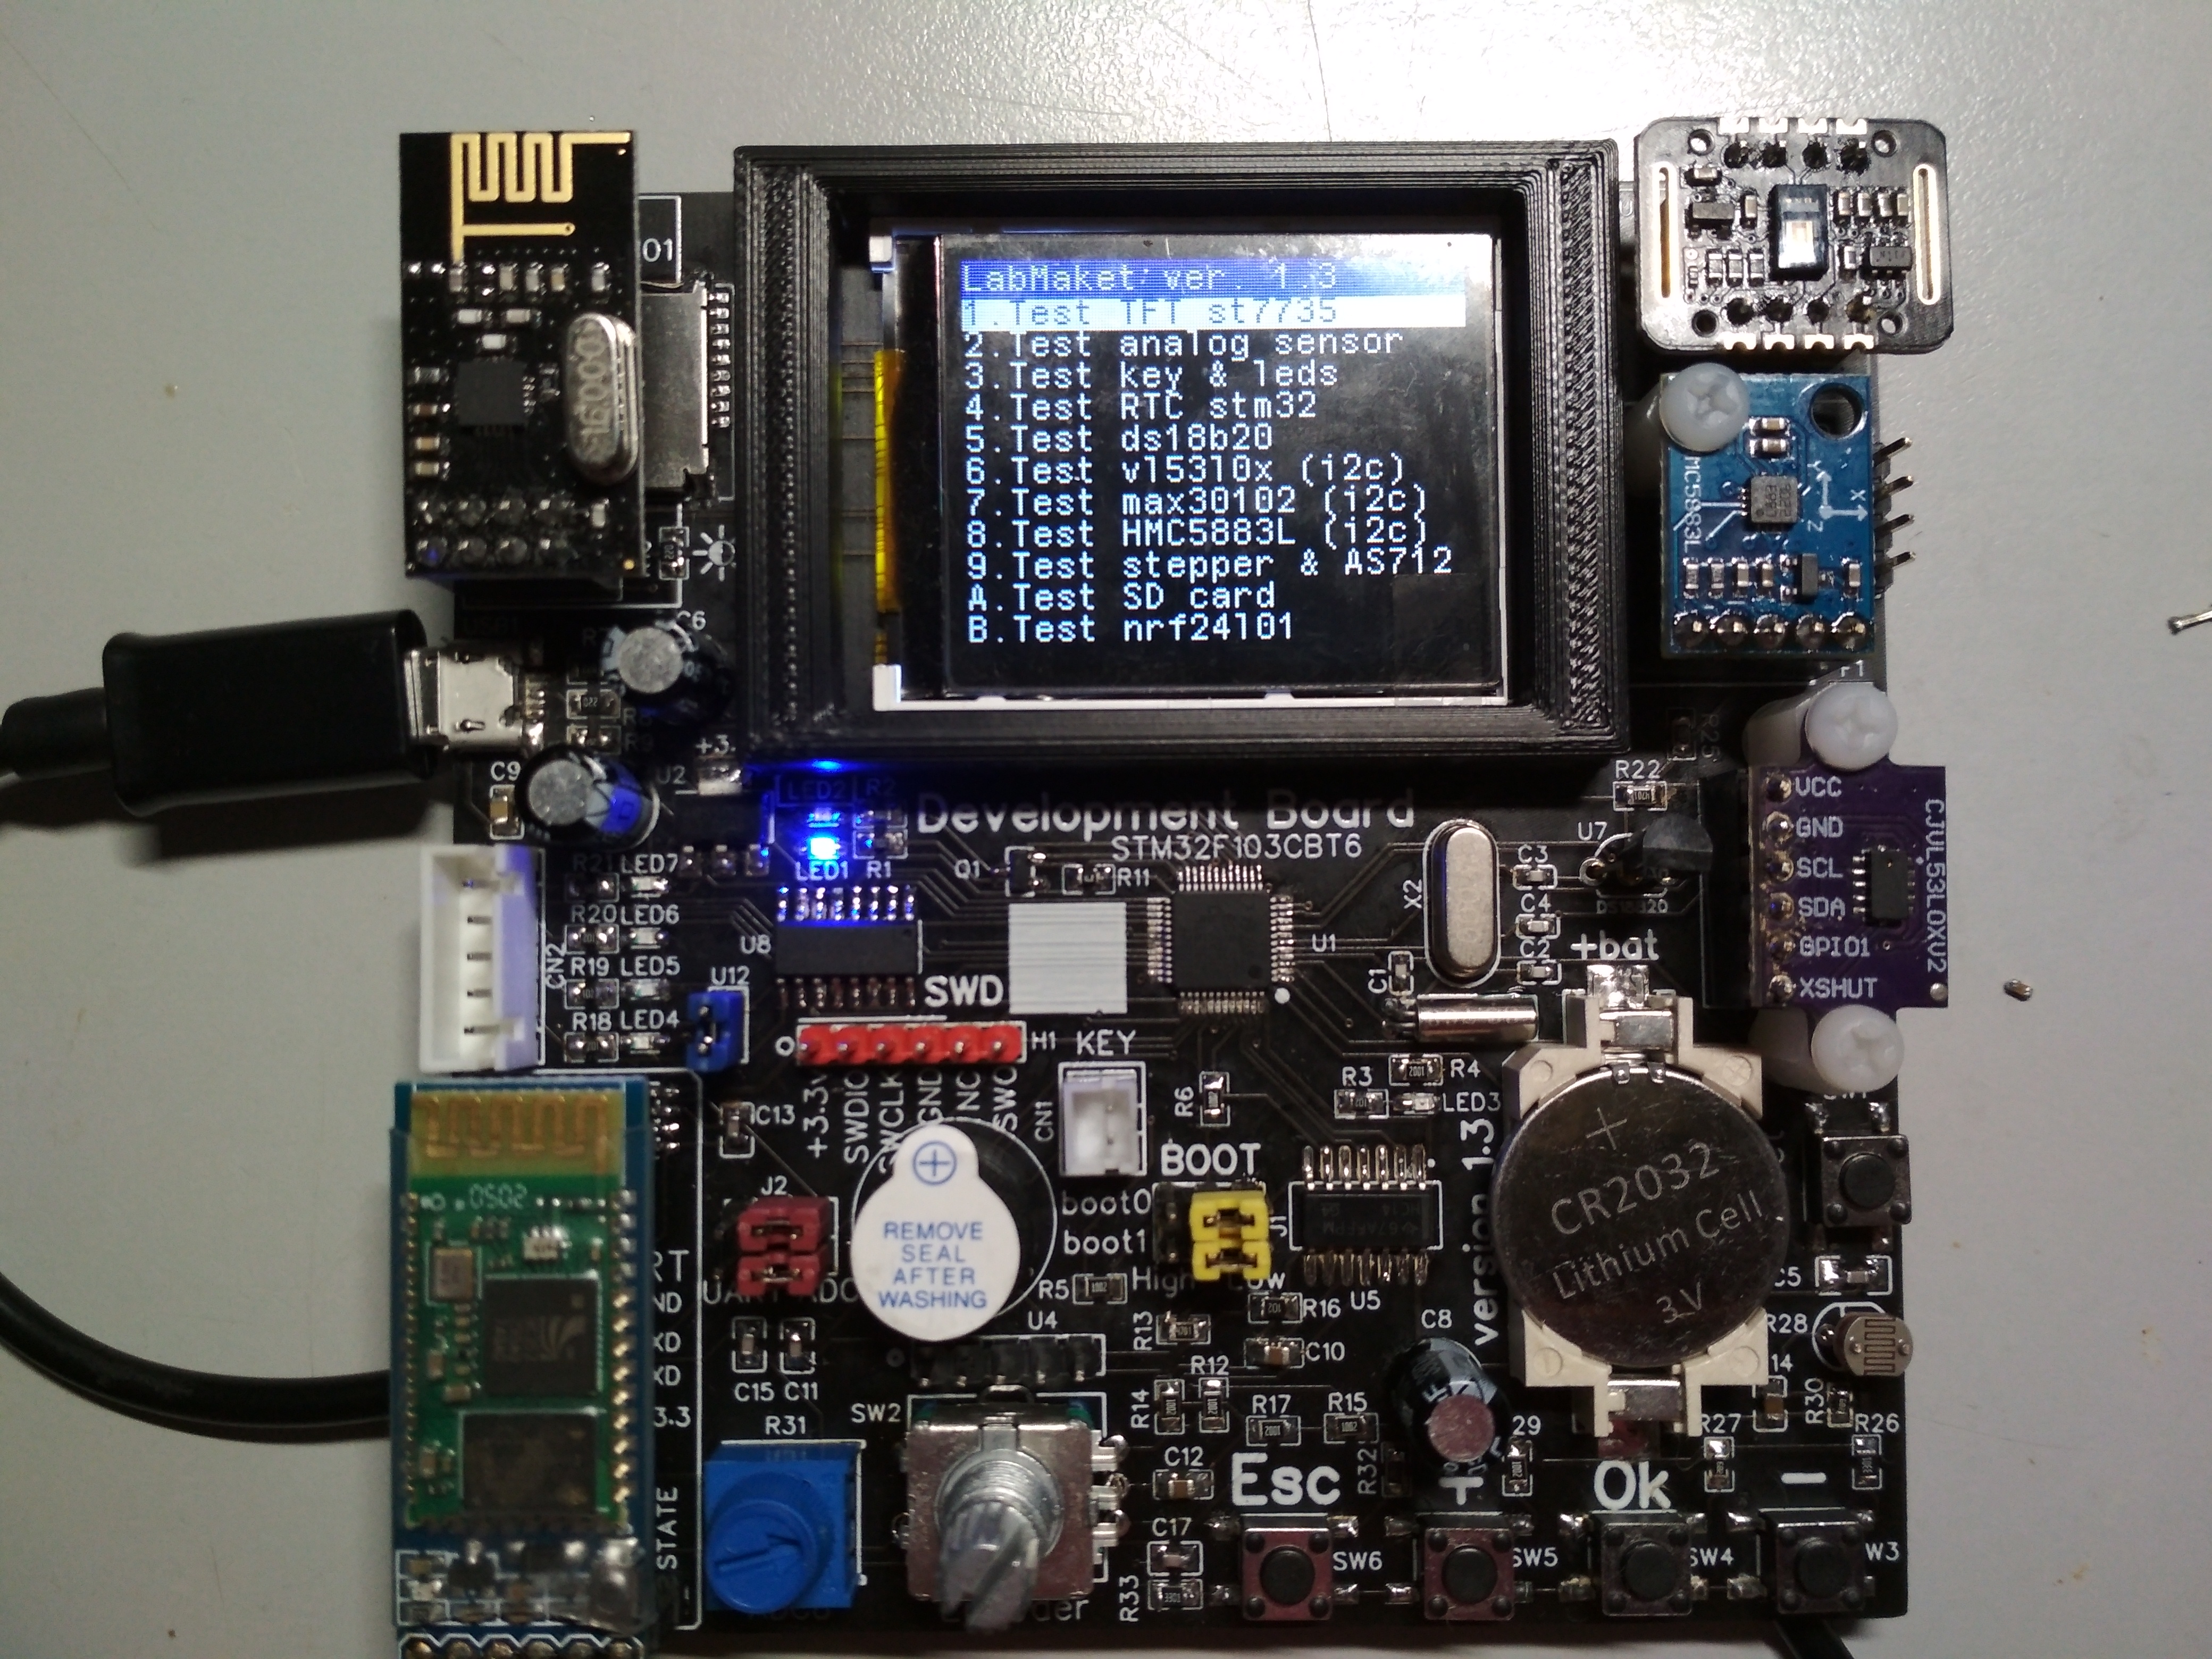 01
16.000
LabMaket ver. 1.3
1.Test TFT st7735
2.Test analog sensor
3.Test key & leds
4.Test RTC stm32
5.Test ds18b20
6.Test vl53l0x (i2c)
7.Test max30102 (i2c)
8.Test HMC5883L (i2c)
9.Test stepper & AS712
A.Test SD card
B.Test nrf24l01
MC5983L
X
Y
Z
C6
+3.
C9
U2
LED2 R2
LED1 R1
Development Board
STM32F103CBT6
R25
R22
U7
DS18B20
VCC
GND
SCL
SDA
GPIO1
XSHUT
CJVL53L0XV2
R21 LED7
R20 LED6
R19 LED5
R18 LED4
CN2
U12
U8
Q1
R11
U1
X2
C3
C4
C2
C1
+bat
SWD
H1
+3.3v
SWDIO
SWCLK
GND
NC
SWO
KEY
CN1
R6
R3
R4
LED3
C13
J2
BOOT
boot0
boot1
High
Low
J1
U5
version 1.3
+
CR2032
Lithium Cell
3V
+
REMOVE
SEAL
AFTER
WASHING
0502
RT
ND
XD
XD
3.3
STATE
UART ADC
C15 C11
R31
R5
U4
R16
R13
C10
R12
R14
R17
R15
C8
C5
R28
14
R30
R26
R27
29
R32
SW2
C12
C17
R33
Esc
+
Ok
-
SW6
SW5
SW4
W3